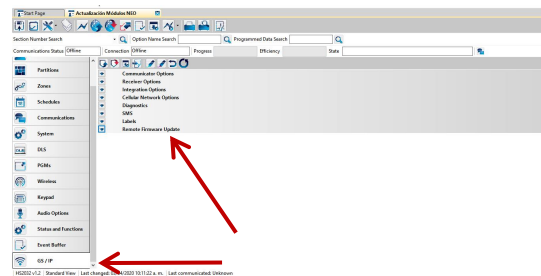 Start Page
Actualización Módulos NEO
Section Number Search
Option Name Search
Programmed Data Search
Communications Status Offline
Connection Offline
Progress
Efficiency
State
Partitions
Zones
Schedules
Communications
System
DLS
PGMs
Wireless
Keypad
Audio Options
Status and Functions
Event Buffer
GS / IP
Communicator Options
Receiver Options
Integration Options
Cellular Network Options
Diagnostics
SMS
Labels
Remote Firmware Update
HS2032 v1.2 | Standard View | Last changed: /2020 10:11:22 a. m. | Last communicated: Unknown